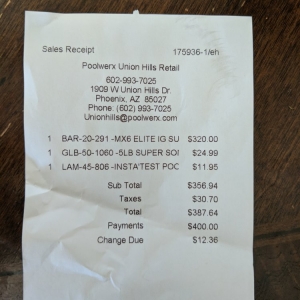 Sales Receipt 175936-1/eh
Poolwerx Union Hills Retail
602-993-7025
1909 W Union Hills Dr.
Phoenix, AZ 85027
Phone: (602) 993-7025
Unionhills@poolwerx.com
1 BAR-20-291 -MX6 ELITE IG SU $320.00
1 GLB-50-1060 -5LB SUPER SOI $24.99
1 LAM-45-806 -INSTA'TEST POC $11.95
Sub Total $356.94
Taxes $30.70
Total $387.64
Payments $400.00
Change Due $12.36